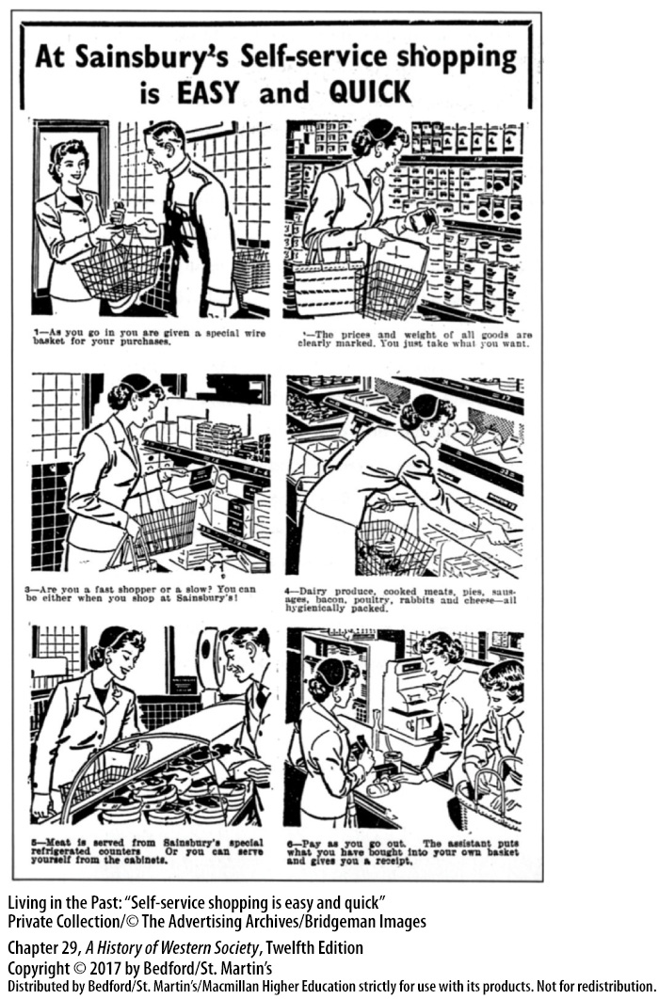 At Sainsbury's Self-service shopping
is EASY and QUICK
1—As you go in you are given a special wire
basket for your purchases.
—The prices and weight of all goods are
clearly marked. You just take what you want.
3—Are you a fast shopper or a slow? You can
be either when you shop at Sainsbury's!
4—Dairy produce, cooked meats, pies, saus-
ages, bacon, poultry, rabbits and cheese—all
hygienically packed.
5—Meat is served from Sainsbury's special
refrigerated counters Or you can serve
yourself from the cabinets.
6—Pay as you go out. The assistant puts
what you have bought into your own basket
and gives you a receipt.
Living in the Past: “Self-service shopping is easy and quick”
Private Collection/© The Advertising Archives/Bridgeman Images
Chapter 29, A History of Western Society, Twelfth Edition
Copyright © 2017 by Bedford/St. Martin's
Distributed by Bedford/St. Martin's/Macmillan Higher Education strictly for use with its products. Not for redistribution.